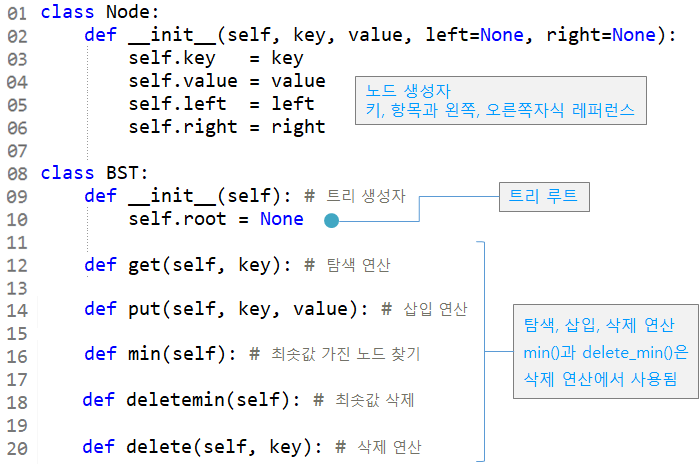 01 class Node:
02 def __init__(self, key, value, left=None, right=None):
03 self.key = key
04 self.value = value
05 self.left = left
06 self.right = right
07
노드 생성자
키, 항목과 왼쪽, 오른쪽자식 레퍼런스
08 class BST:
09 def __init__(self): # 트리 생성자
10 self.root = None
트리 루트
11
12 def get(self, key): # 탐색 연산
13
14 def put(self, key, value): # 삽입 연산
15
16 def min(self): # 최솟값 가진 노드 찾기
17
18 def deletemin(self): # 최솟값 삭제
19
20 def delete(self, key): # 삭제 연산
탐색, 삽입, 삭제 연산
min()과 delete_min()은
삭제 연산에서 사용됨